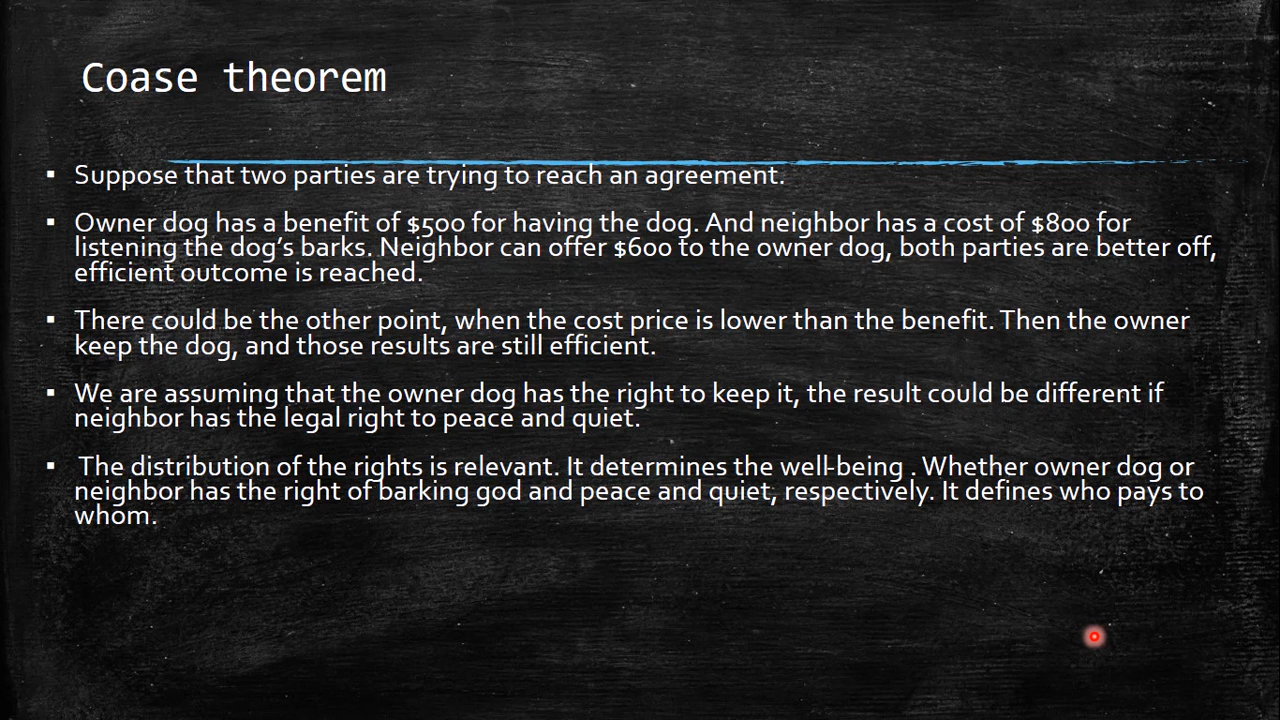 Coase theorem
▪ Suppose that two parties are trying to reach an agreement.
▪ Owner dog has a benefit of $500 for having the dog. And neighbor has a cost of $800 for
listening the dog's barks. Neighbor can offer $600 to the owner dog, both parties are better off,
efficient outcome is reached.
▪ There could be the other point, when the cost price is lower than the benefit. Then the owner
keep the dog, and those results are still efficient.
▪ We are assuming that the owner dog has the right to keep it, the result could be different if
neighbor has the legal right to peace and quiet.
▪ The distribution of the rights is relevant. It determines the well-being . Whether owner dog or
neighbor has the right of barking god and peace and quiet, respectively. It defines who pays to
whom.